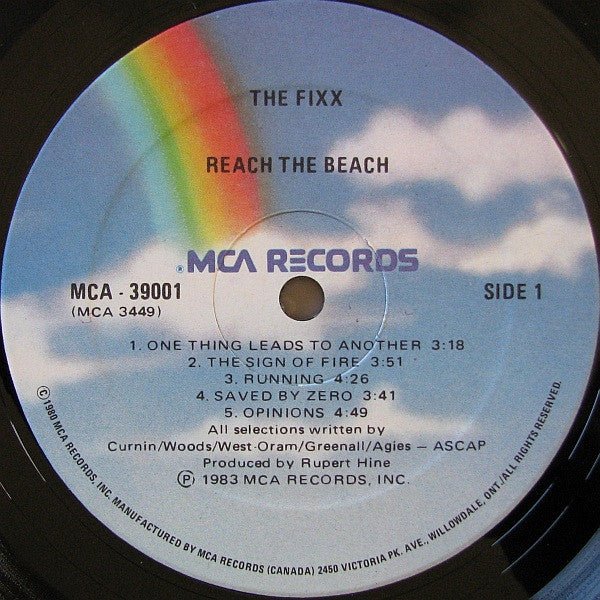 THE FIXX
REACH THE BEACH
® MCA RECORDS
MCA - 39001
(MCA 3449)
SIDE 1
1. ONE THING LEADS TO ANOTHER 3:18
2. THE SIGN OF FIRE 3:51
3. RUNNING 4:26
4. SAVED BY ZERO 3:41
5. OPINIONS 4:49
All selections written by
Curnin/Woods/West-Oram/Greenall/Agies — ASCAP
Produced by Rupert Hine
℗ 1983 MCA RECORDS, INC.
© 1980 MCA RECORDS, INC. MANUFACTURED BY MCA RECORDS (CANADA) 2450 VICTORIA PK. AVE., WILLOWDALE, ONT./ALL RIGHTS RESERVED.